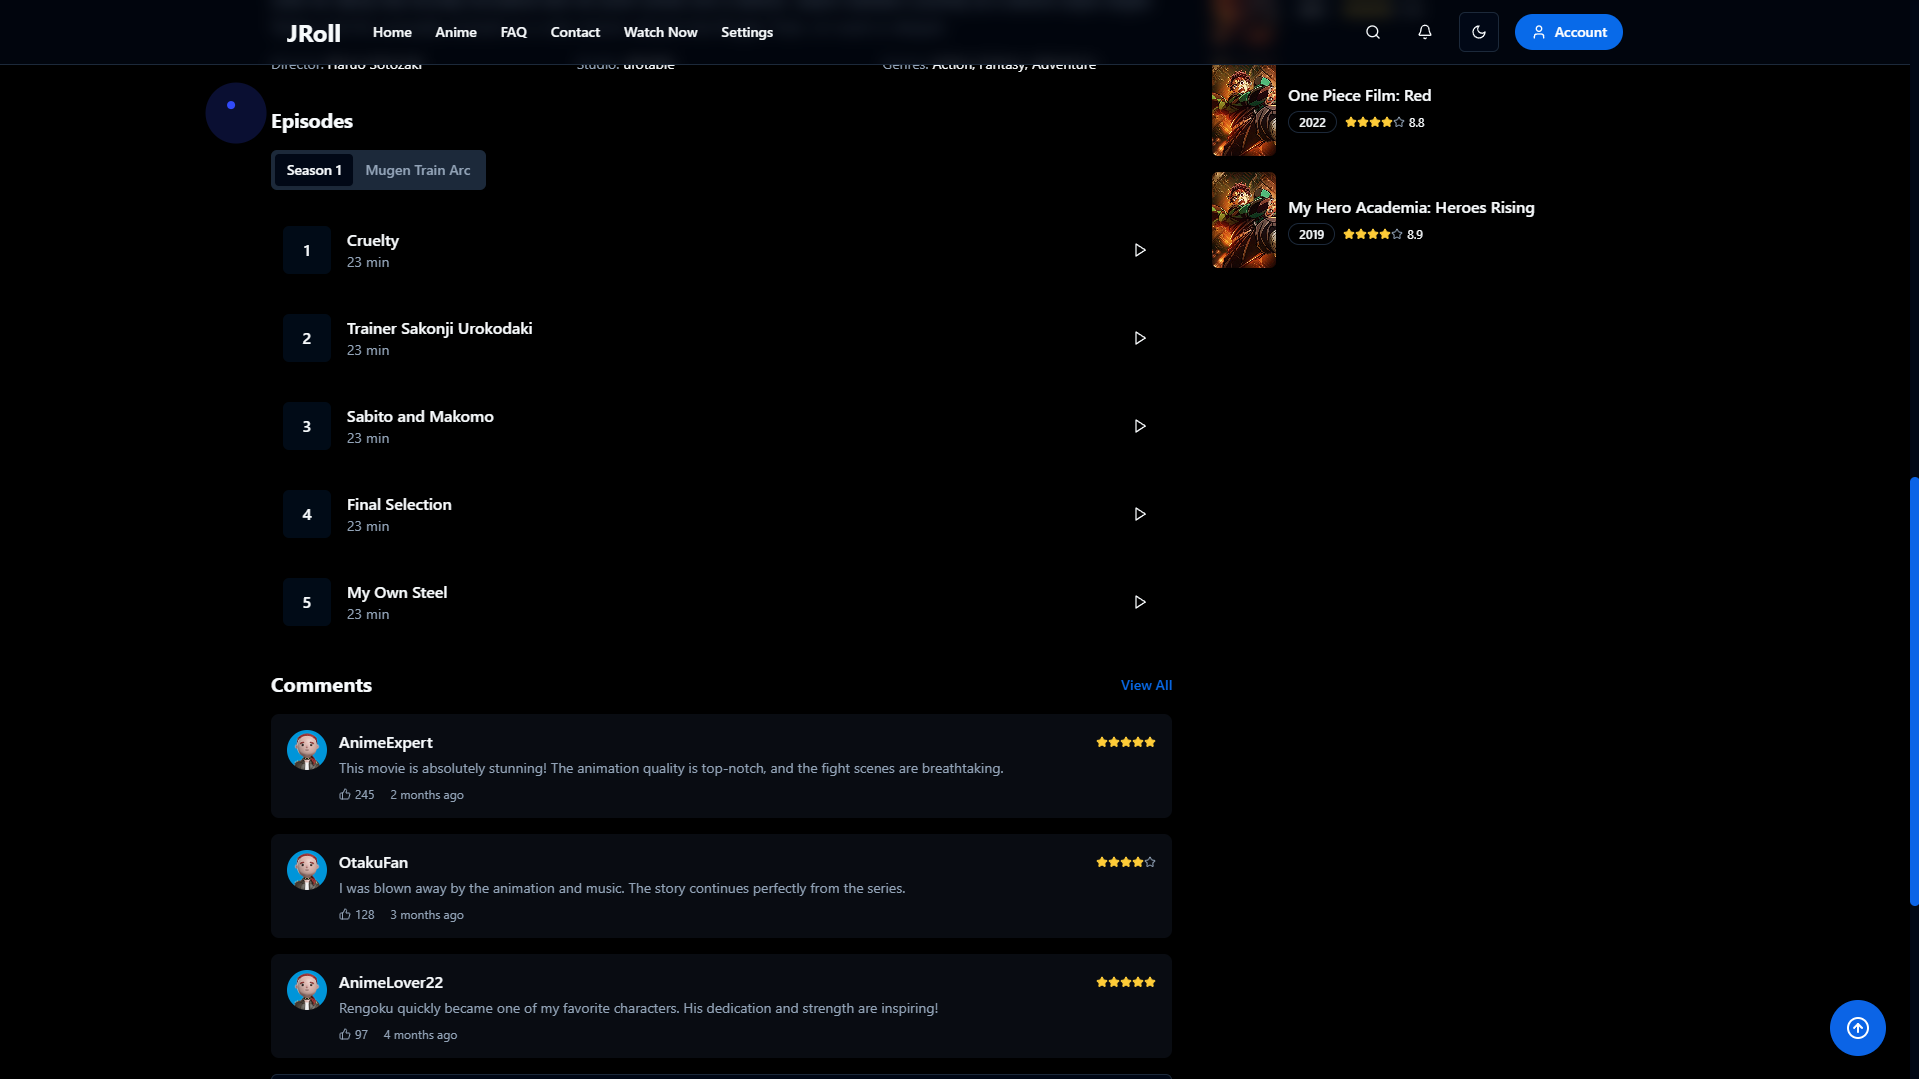 JRoll
Home Anime FAQ Contact Watch Now Settings
Account
Director: Haruo Sotozaki Studio: ufotable Genres: Action, Fantasy, Adventure
Episodes
Season 1 Mugen Train Arc
1
Cruelty
23 min
2
Trainer Sakonji Urokodaki
23 min
3
Sabito and Makomo
23 min
4
Final Selection
23 min
5
My Own Steel
23 min
Comments
View All
AnimeExpert
This movie is absolutely stunning! The animation quality is top-notch, and the fight scenes are breathtaking.
245 2 months ago
OtakuFan
I was blown away by the animation and music. The story continues perfectly from the series.
128 3 months ago
AnimeLover22
Rengoku quickly became one of my favorite characters. His dedication and strength are inspiring!
97 4 months ago
One Piece Film: Red
2022 8.8
My Hero Academia: Heroes Rising
2019 8.9